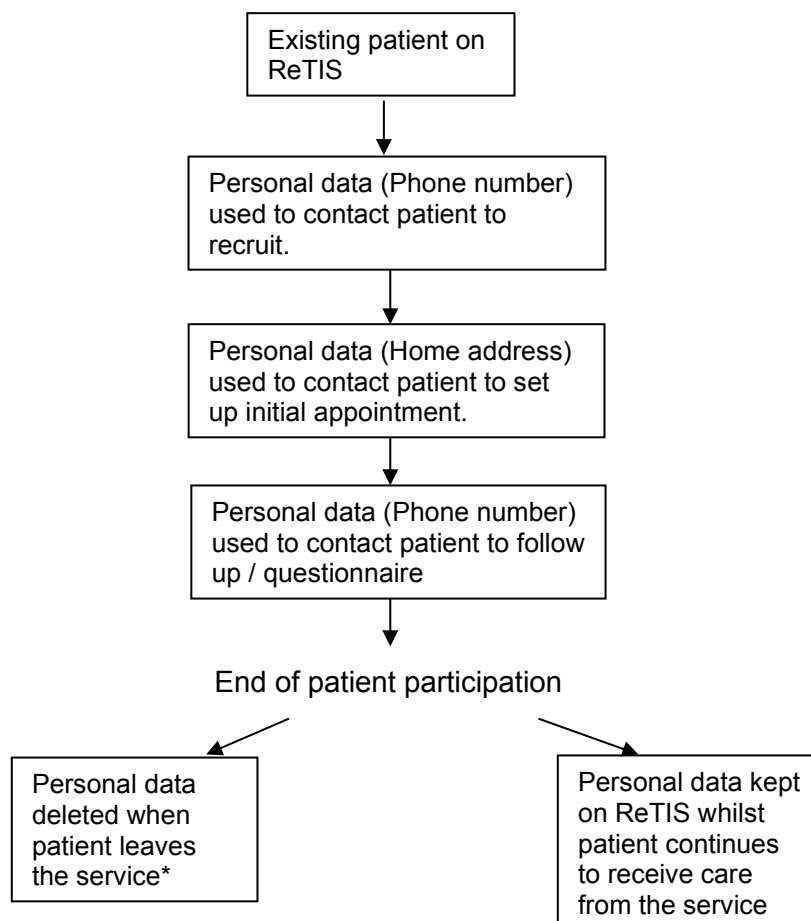 Existing patient on
ReTIS
Personal data (Phone number)
used to contact patient to
recruit.
Personal data (Home address)
used to contact patient to set
up initial appointment.
Personal data (Phone number)
used to contact patient to follow
up / questionnaire
End of patient participation
Personal data
deleted when
patient leaves
the service*
Personal data kept
on ReTIS whilst
patient continues
to receive care
from the service